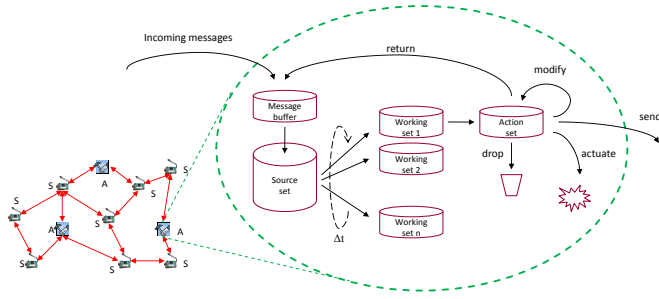 Incoming messages
return
modify
send
Message
buffer
Working
set 1
Action
set
drop
actuate
Source
set
Working
set 2
Working
set n
Δt
A
S
S
S
S
S
A
A
S
S
S